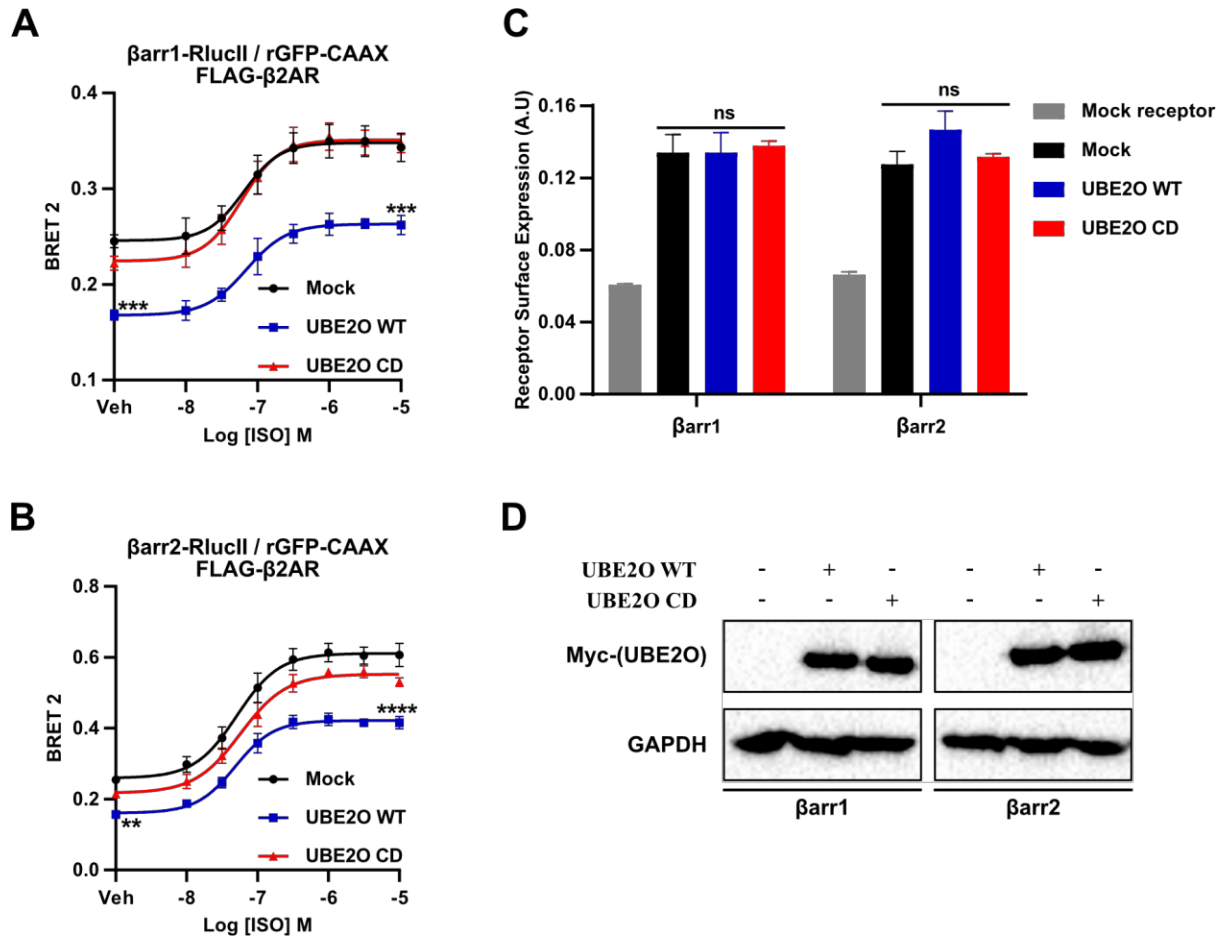 A
βarr1-RlucII / rGFP-CAAX
FLAG-β2AR
0.4
0.3
0.2
0.1
BRET 2
***
***
Mock
UBE2O WT
UBE2O CD
Veh -8 -7 -6 -5
Log [ISO] M
C
Receptor Surface Expression (A.U)
0.16
0.12
0.08
0.04
0.00
ns
ns
βarr1 βarr2
Mock receptor
Mock
UBE2O WT
UBE2O CD
B
βarr2-RlucII / rGFP-CAAX
FLAG-β2AR
0.8
0.6
0.4
0.2
0.0
BRET 2
****
**
Mock
UBE2O WT
UBE2O CD
Veh -8 -7 -6 -5
Log [ISO] M
D
UBE2O WT - + - - + -
UBE2O CD - - + - - +
Myc-(UBE2O)
GAPDH
βarr1 βarr2